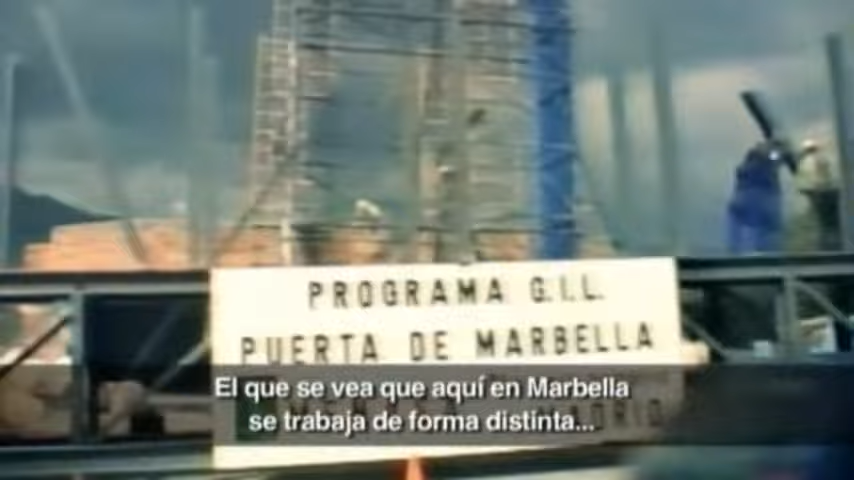 PROGRAMA G.I.L.
PUERTA DE MARBELLA
El que se vea que aquí en Marbella
se trabaja de forma distinta...